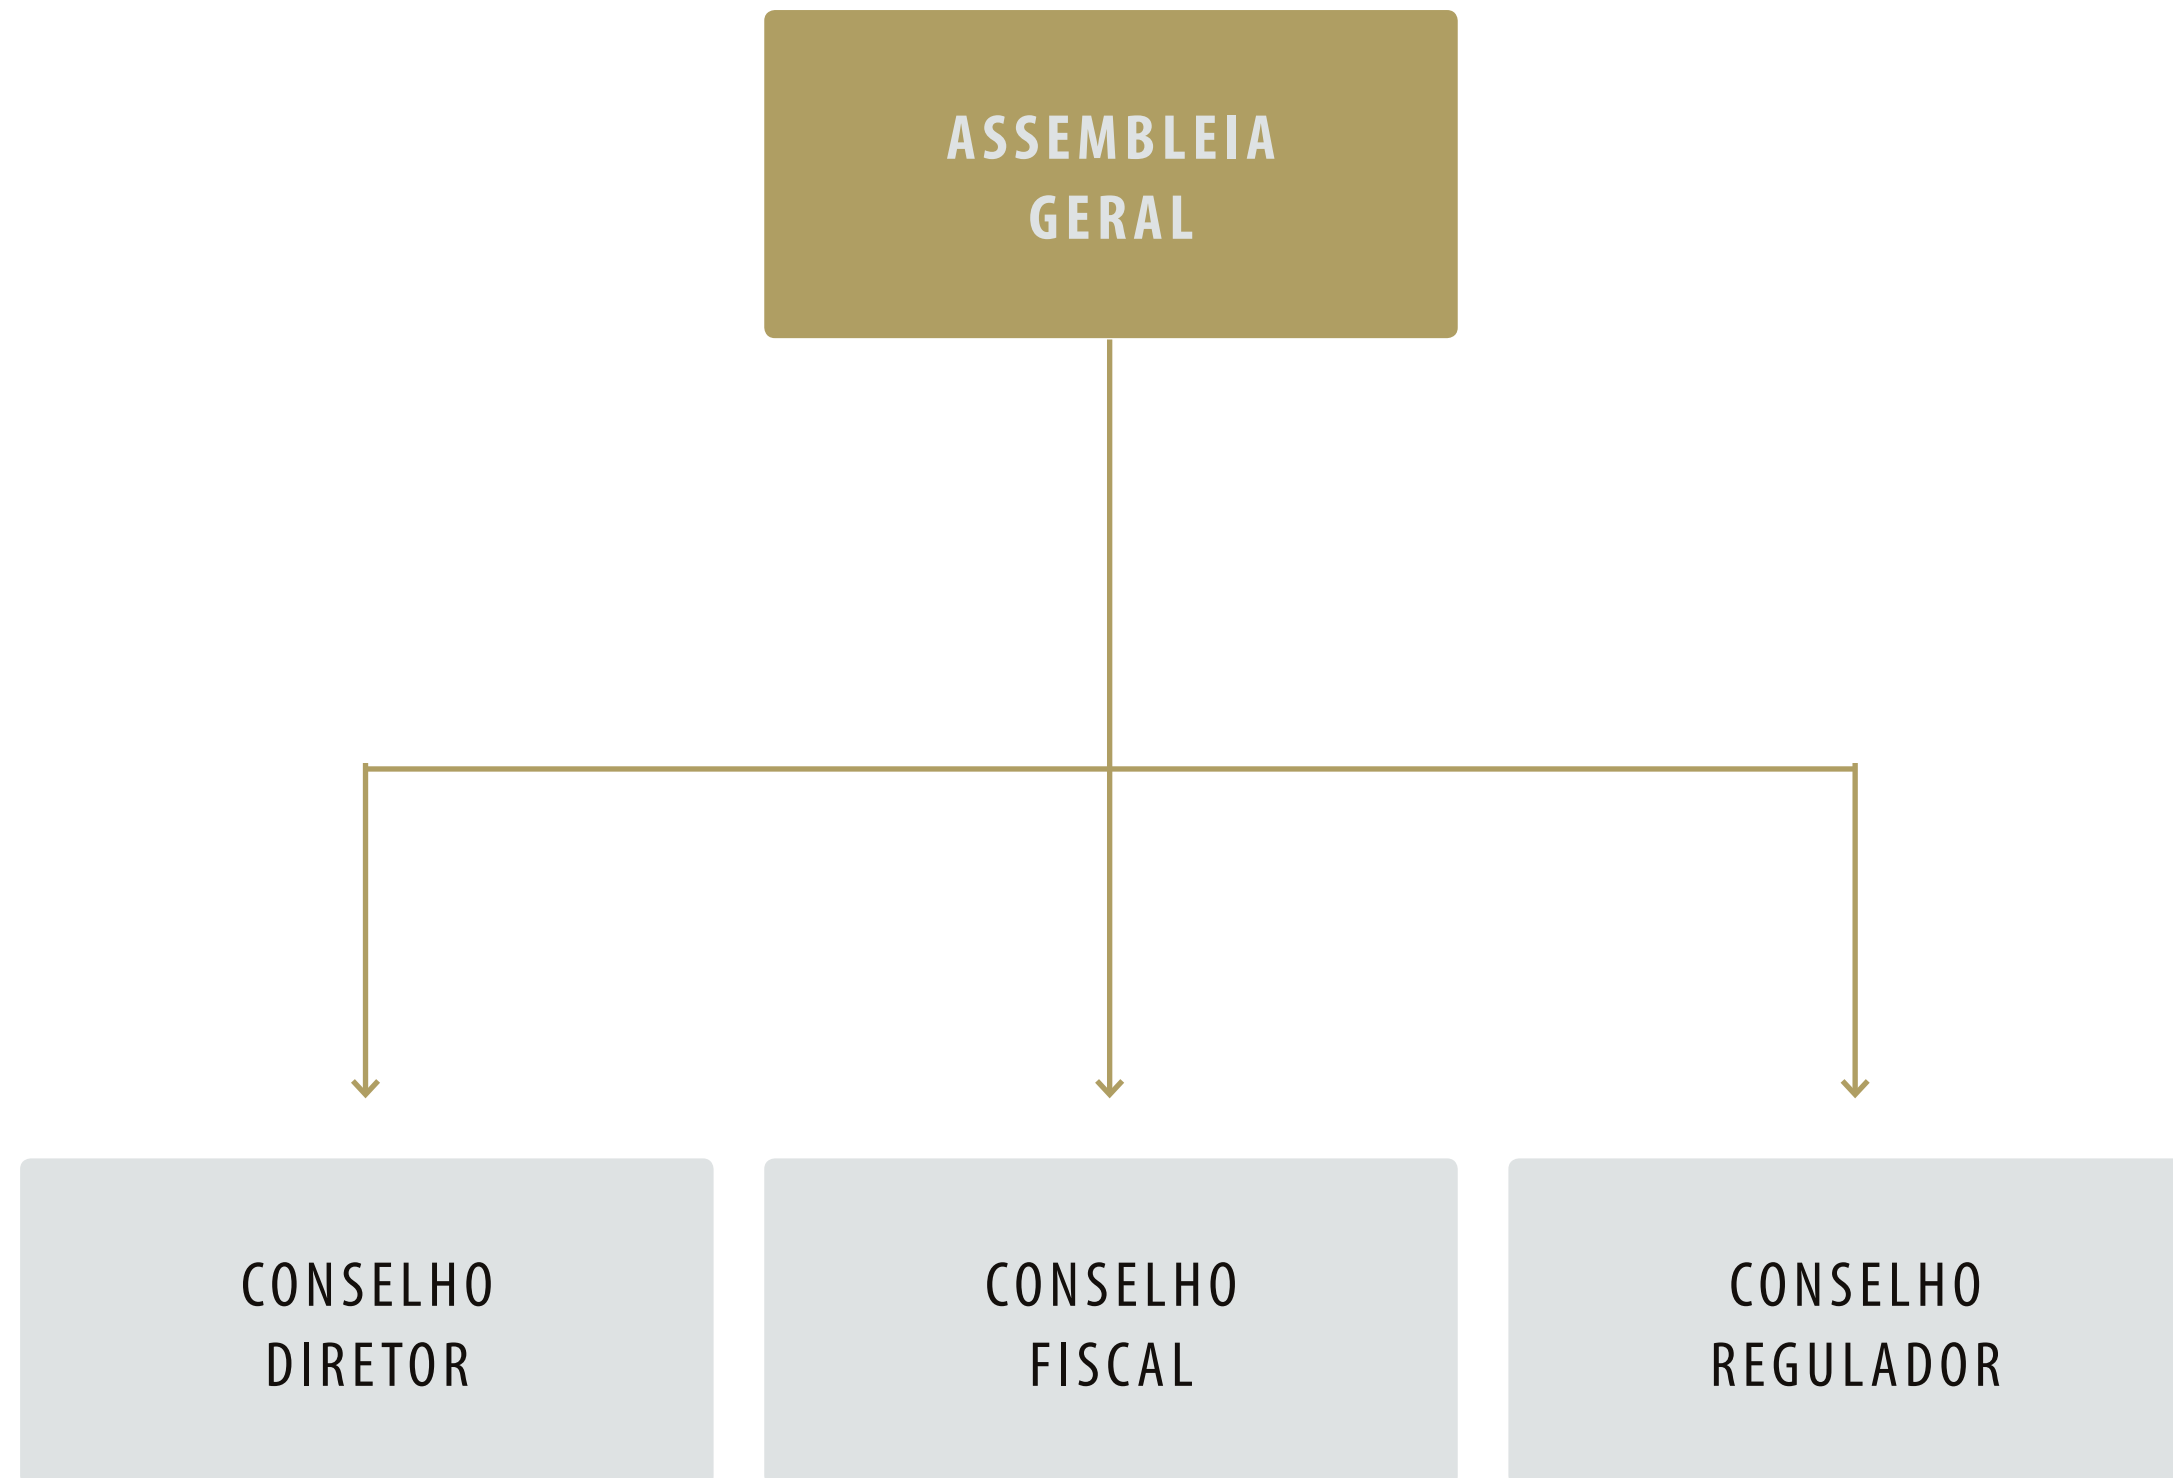 ASSEMBLEIA
GERAL
CONSELHO
DIRETOR
CONSELHO
FISCAL
CONSELHO
REGULADOR